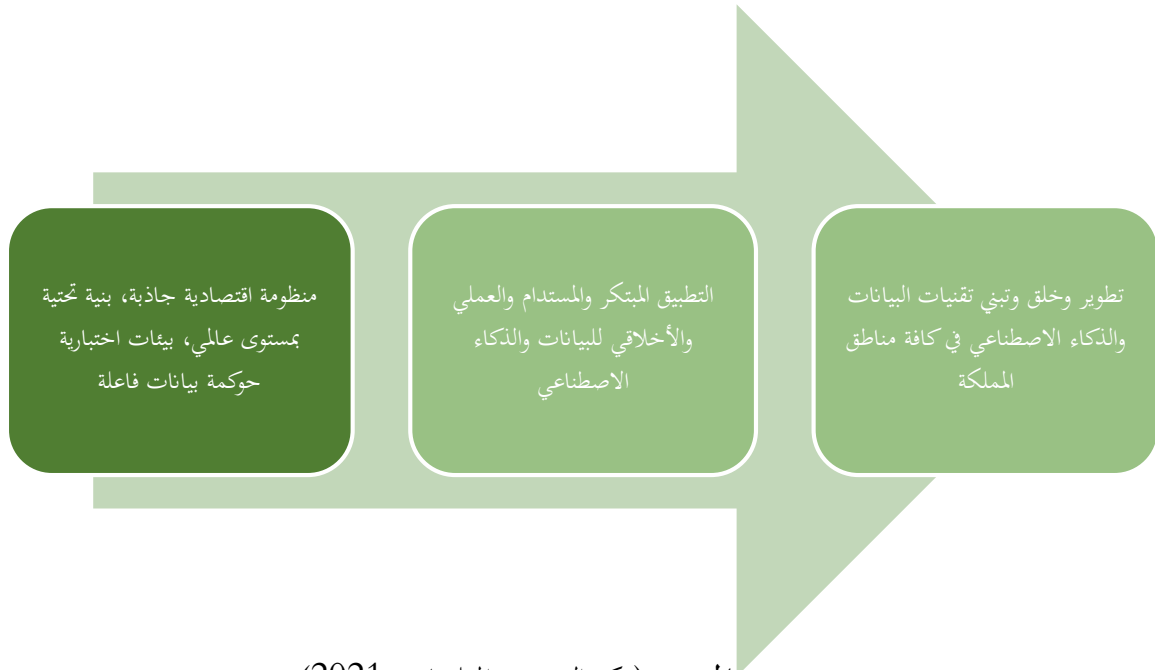 منظومة اقتصادية جاذبة، بنية تحتية
بمستوى عالمي، بيئات اختبارية
حوكمة بيانات فاعلة
التطبيق المبتكر والمستدام والعملي
والأخلاقي للبيانات والذكاء
الاصطناعي
تطوير وخلق وتبني تقنيات البيانات
والذكاء الاصطناعي في كافة مناطق
المملكة
2021)